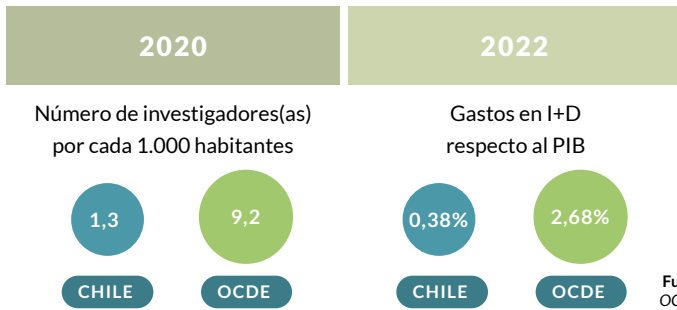 2020
2022
Número de investigadores(as)
por cada 1.000 habitantes
Gastos en I+D
respecto al PIB
1,3
9,2
0,38%
2,68%
CHILE
OCDE
CHILE
OCDE